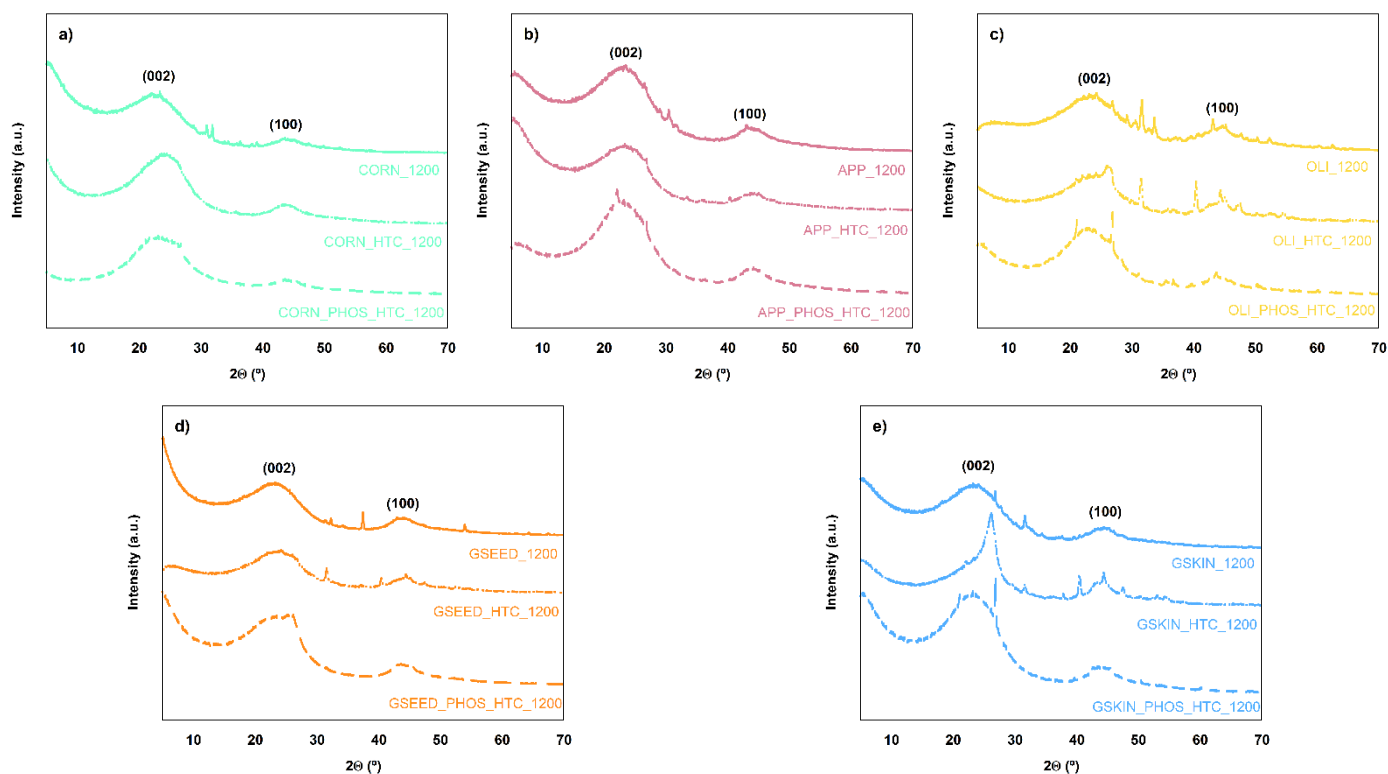 a)
(002)
(100)
CORN_1200
CORN_HTC_1200
CORN_PHOS_HTC_1200
Intensity (a.u.)
10 20 30 40 50 60 70
2Θ (º)
b)
(002)
(100)
APP_1200
APP_HTC_1200
APP_PHOS_HTC_1200
Intensity (a.u.)
10 20 30 40 50 60 70
2Θ (º)
c)
(002)
(100)
OLI_1200
OLI_HTC_1200
OLI_PHOS_HTC_1200
Intensity (a.u.)
10 20 30 40 50 60 70
2Θ (º)
d)
(002)
(100)
GSEED_1200
GSEED_HTC_1200
GSEED_PHOS_HTC_1200
Intensity (a.u.)
10 20 30 40 50 60 70
2Θ (º)
e)
(002)
(100)
GSKIN_1200
GSKIN_HTC_1200
GSKIN_PHOS_HTC_1200
Intensity (a.u.)
10 20 30 40 50 60 70
2Θ (º)